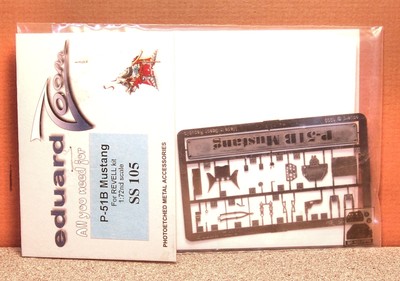 eduard
Zoom
All you need for
P-51B Mustang
For REVELL kit
1/72nd scale
SS 105
PHOTOETCHED METAL ACCESSORIES
P-51B Mustang